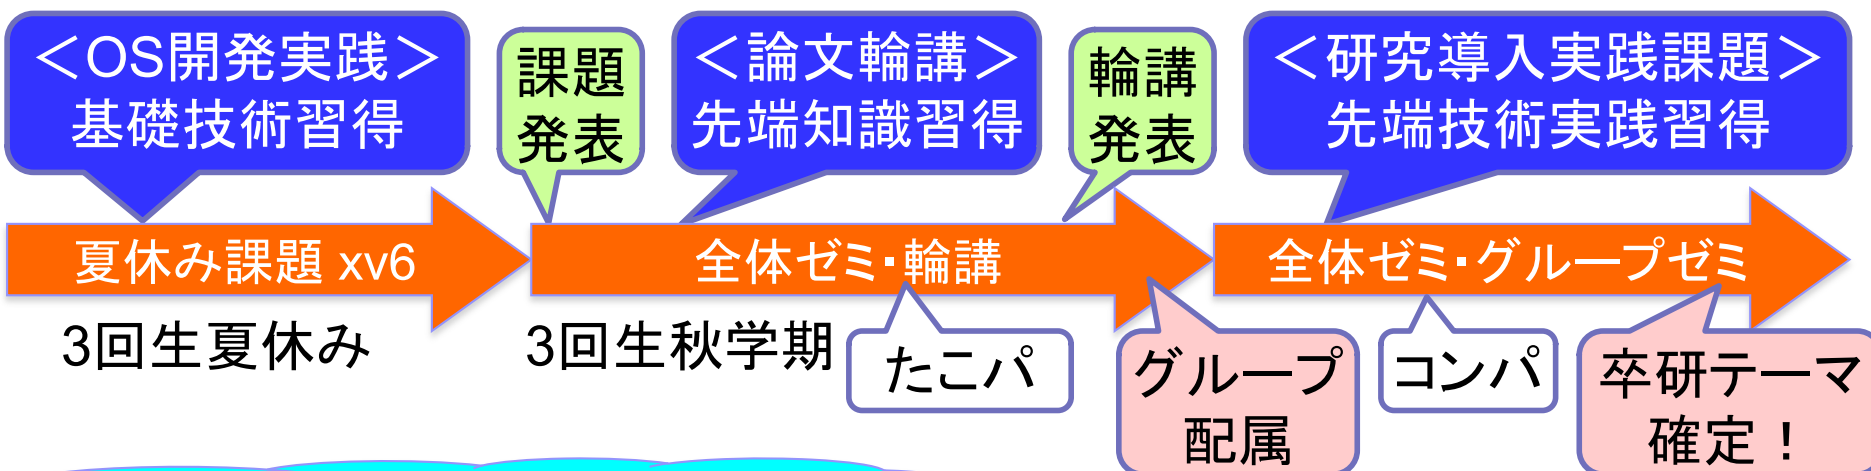 ＜OS開発実践＞
基礎技術習得
課題
発表
＜論文輪講＞
先端知識習得
輪講
発表
＜研究導入実践課題＞
先端技術実践習得
夏休み課題 xv6
全体ゼミ・輪講
全体ゼミ・グループゼミ
3回生夏休み
3回生秋学期
たこパ
グループ
配属
コンパ
卒研テーマ
確定！